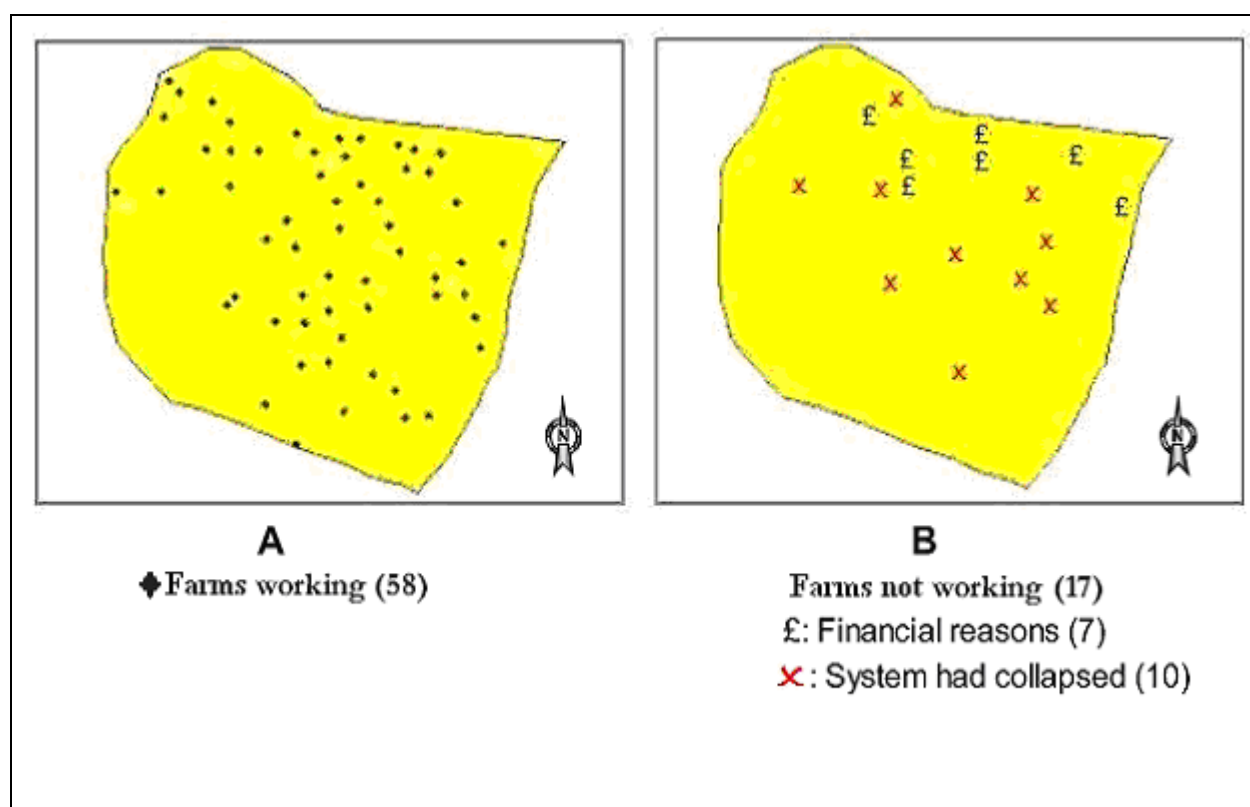 N
N
A
B
Farms working (58)
Farms not working (17)
£: Financial reasons (7)
x: System had collapsed (10)